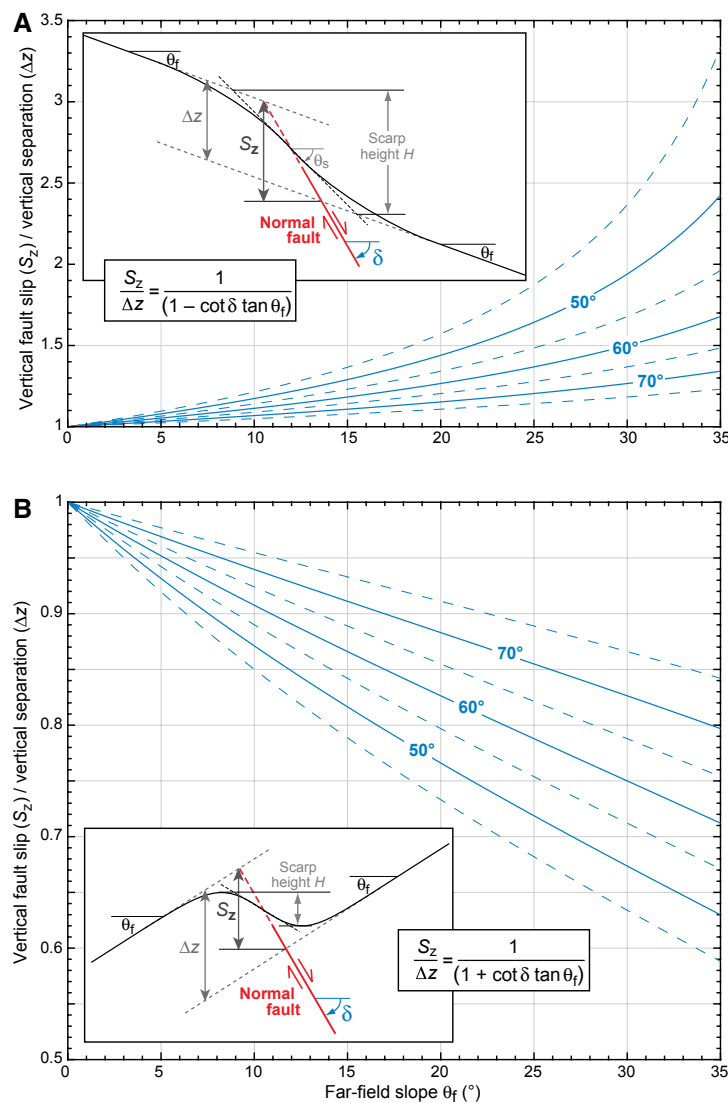 A
Vertical fault slip (Sz) / vertical separation (Δz)
3.5
3
2.5
2
1.5
1
θf
Δz
Sz
Scarp
height H
θs
Normal
fault
δ
θf
Sz/Δz = 1/(1 – cot δ tan θf)
50°
60°
70°
0 5 10 15 20 25 30 35
B
Vertical fault slip (Sz) / vertical separation (Δz)
1
0.9
0.8
0.7
0.6
0.5
70°
60°
50°
θf
Δz
Sz
Scarp
height H
θf
Normal
fault
δ
Sz/Δz = 1/(1 + cot δ tan θf)
0 5 10 15 20 25 30 35
Far-field slope θf (°)